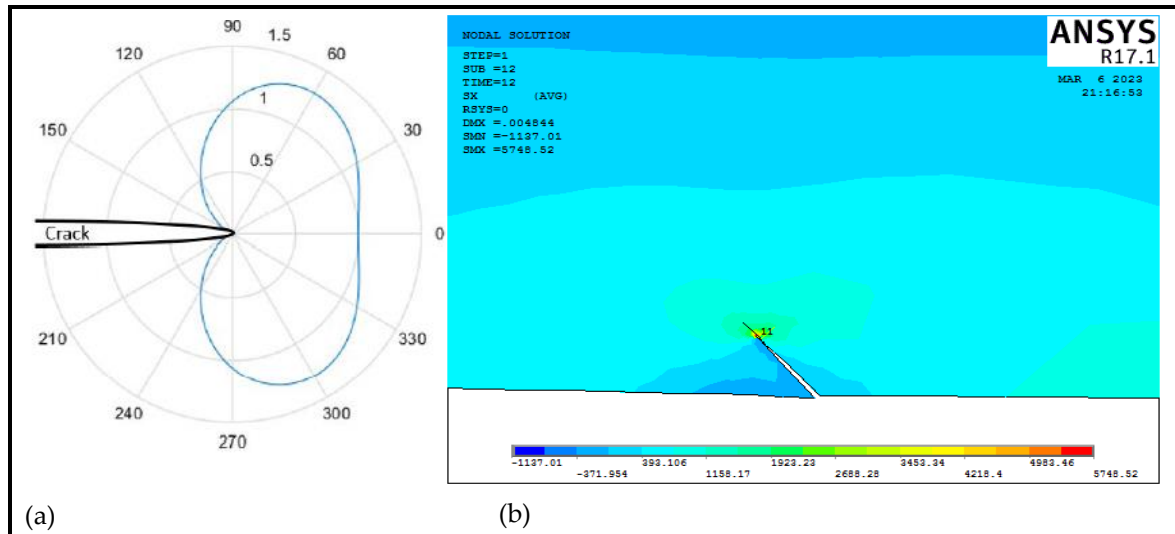 90
1.5
120
60
1
150
30
0.5
Crack
0
210
330
240
300
270
(a)
NODAL SOLUTION
STEP=1
SUB =12
TIME=12
SX (AVG)
RSYS=0
DMX =.004844
SMN =-1137.01
SMX =5748.52
ANSYS
R17.1
MAR 6 2023
21:16:53
11
-1137.01 393.106 1923.23 3453.34 4983.46
-371.954 1158.17 2688.28 4218.4 5748.52
(b)